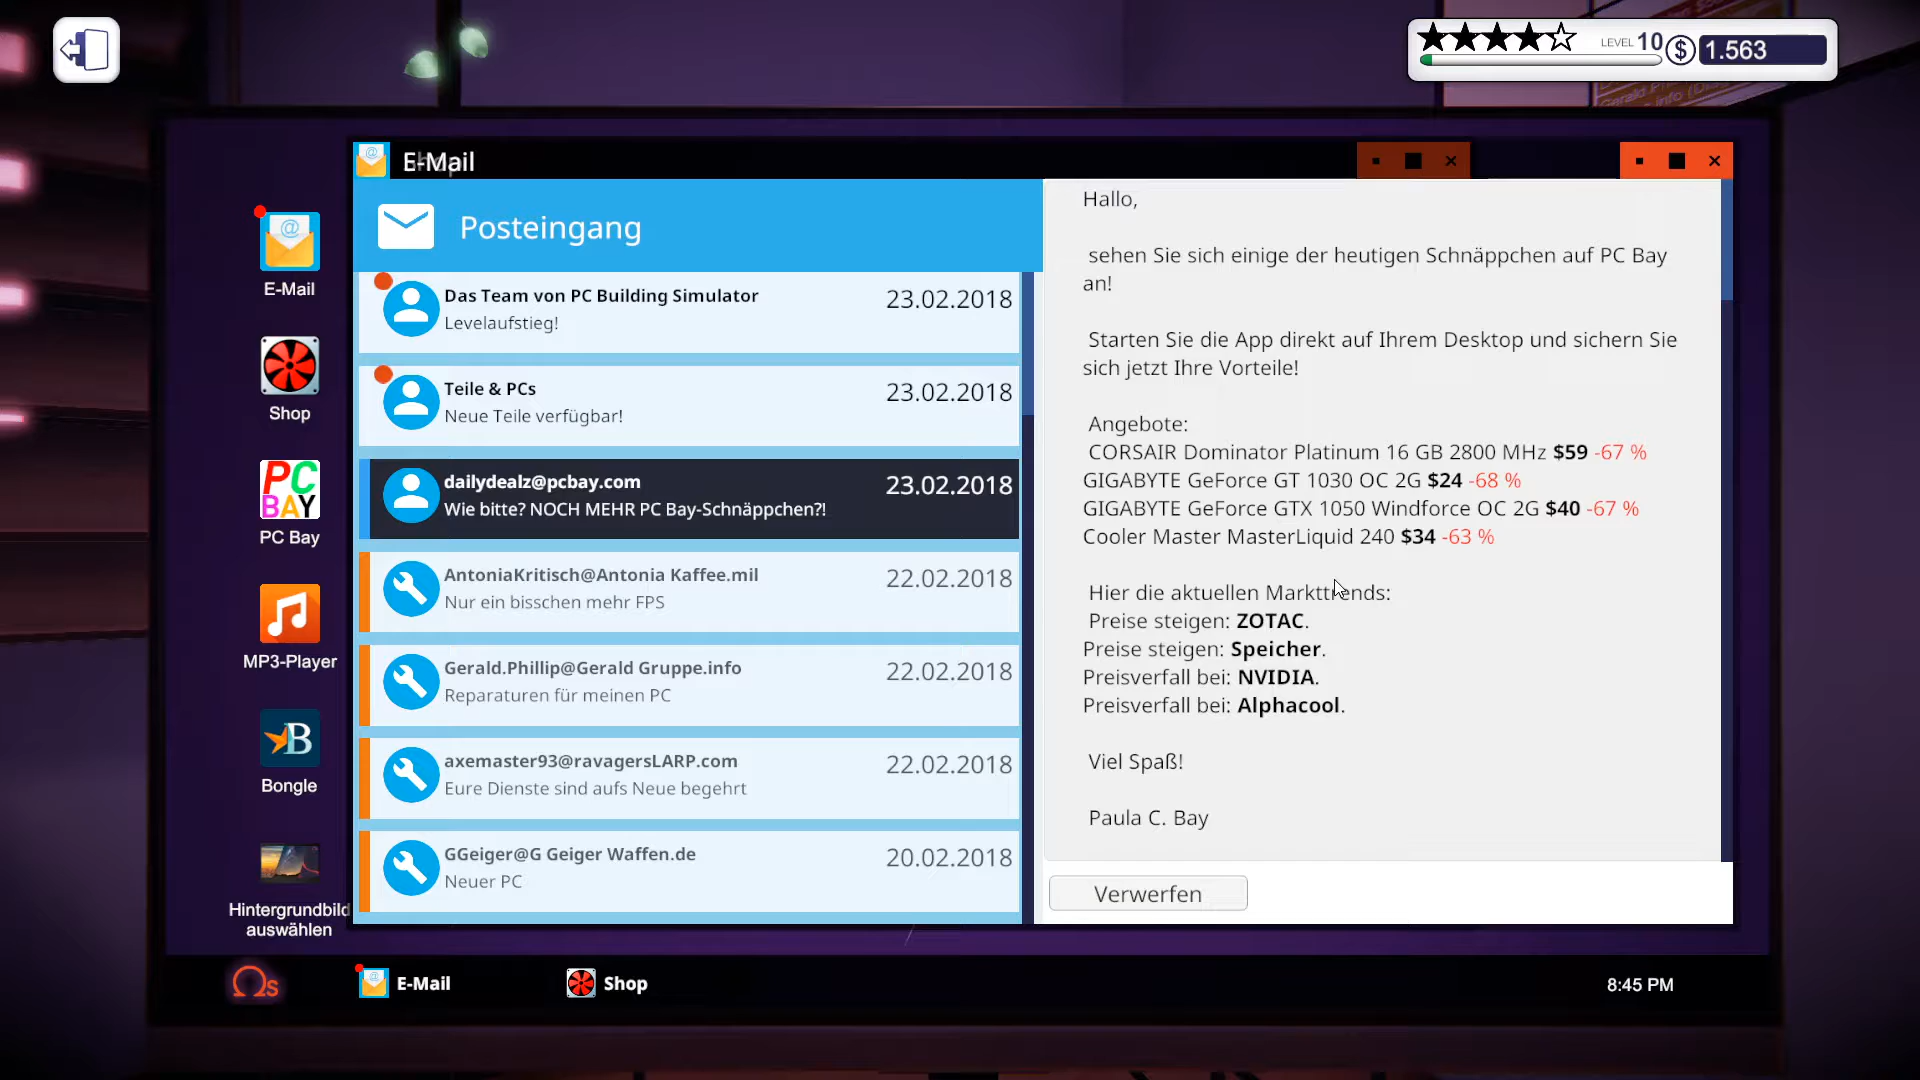 LEVEL 10
$ 1.563
E-Mail
E-Mail
Shop
PC BAY
PC Bay
MP3-Player
B
Bongle
Hintergrundbild
auswählen
Posteingang
Das Team von PC Building Simulator
23.02.2018
Levelaufstieg!
Teile & PCs
23.02.2018
Neue Teile verfügbar!
dailydealz@pcbay.com
23.02.2018
Wie bitte? NOCH MEHR PC Bay-Schnäppchen?!
AntoniaKritisch@Antonia Kaffee.mil
22.02.2018
Nur ein bisschen mehr FPS
Gerald.Phillip@Gerald Gruppe.info
22.02.2018
Reparaturen für meinen PC
axemaster93@ravagersLARP.com
22.02.2018
Eure Dienste sind aufs Neue begehrt
GGeiger@G Geiger Waffen.de
20.02.2018
Neuer PC
Hallo,
sehen Sie sich einige der heutigen Schnäppchen auf PC Bay
an!
Starten Sie die App direkt auf Ihrem Desktop und sichern Sie
sich jetzt Ihre Vorteile!
Angebote:
CORSAIR Dominator Platinum 16 GB 2800 MHz $59 -67 %
GIGABYTE GeForce GT 1030 OC 2G $24 -68 %
GIGABYTE GeForce GTX 1050 Windforce OC 2G $40 -67 %
Cooler Master MasterLiquid 240 $34 -63 %
Hier die aktuellen Markttrends:
Preise steigen: ZOTAC.
Preise steigen: Speicher.
Preisverfall bei: NVIDIA.
Preisverfall bei: Alphacool.
Viel Spaß!
Paula C. Bay
Verwerfen
Ωs
E-Mail
Shop
8:45 PM